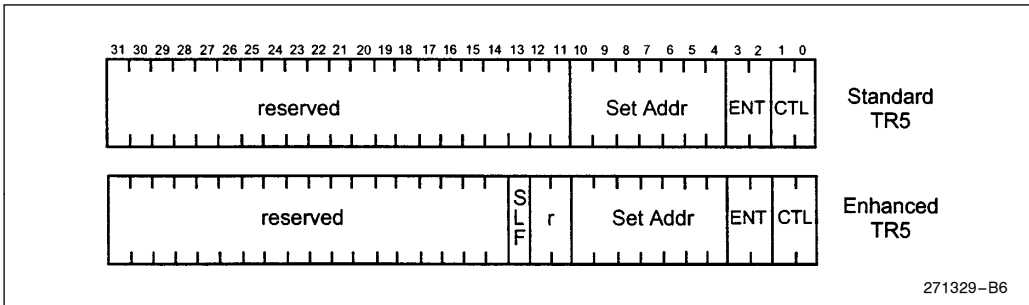 31 30 29 28 27 26 25 24 23 22 21 20 19 18 17 16 15 14 13 12 11 10 9 8 7 6 5 4 3 2 1 0
reserved Set Addr ENT CTL
Standard
TR5
reserved SLF r Set Addr ENT CTL
Enhanced
TR5
271329–B6